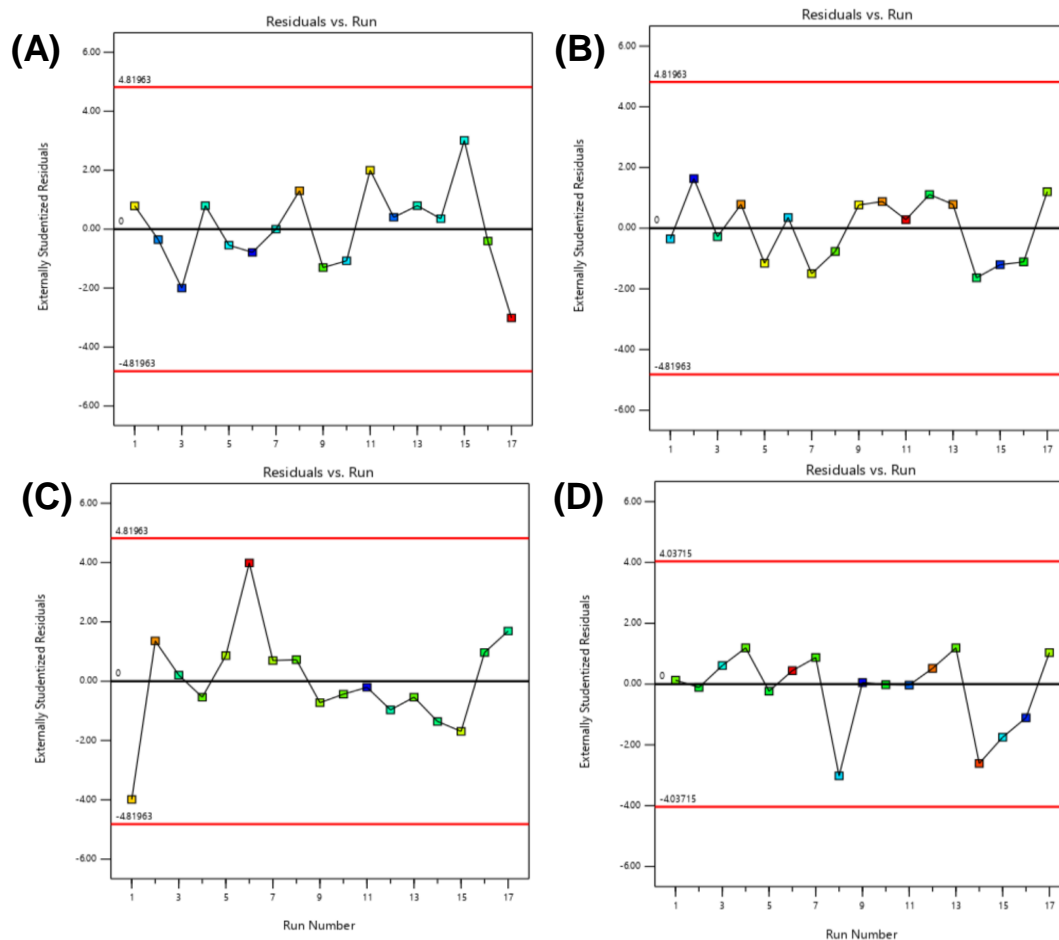 (A)
Residuals vs. Run
Externally Studentized Residuals
6.00
4.00
2.00
0.00
-2.00
-4.00
-6.00
4.81963
0
-4.81963
1 3 5 7 9 11 13 15 17
(B)
Residuals vs. Run
Externally Studentized Residuals
6.00
4.00
2.00
0.00
-2.00
-4.00
-6.00
4.81963
0
-4.81963
1 3 5 7 9 11 13 15 17
(C)
Residuals vs. Run
Externally Studentized Residuals
6.00
4.00
2.00
0.00
-2.00
-4.00
-6.00
4.81963
0
-4.81963
1 3 5 7 9 11 13 15 17
Run Number
(D)
Residuals vs. Run
Externally Studentized Residuals
6.00
4.00
2.00
0.00
-2.00
-4.00
-6.00
4.03715
0
-4.03715
1 3 5 7 9 11 13 15 17
Run Number